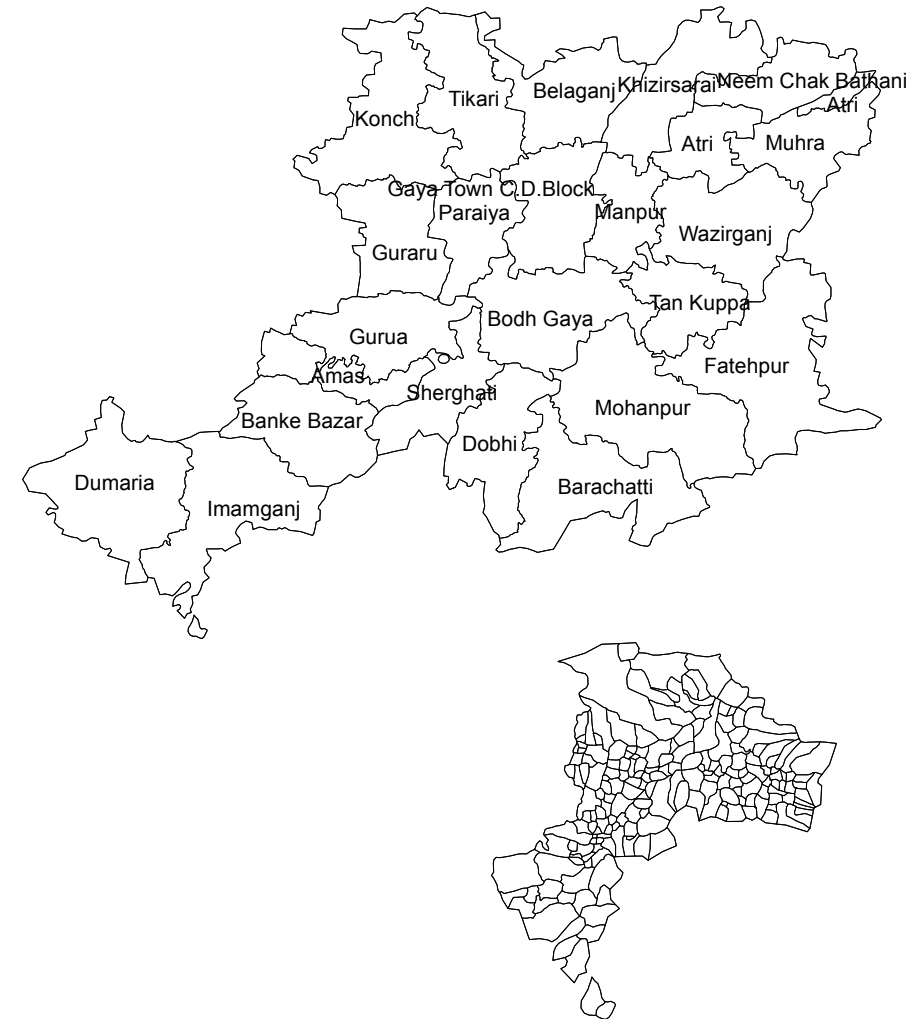 Neem Chak Bathani
Khizirsarai
Belaganj
Tikari
Atri
Konch
Atri
Muhra
Gaya Town C.D.Block
Paraiya
Manpur
Wazirganj
Guraru
Tan Kuppa
Bodh Gaya
Gurua
Fatehpur
Amas
Sherghati
Mohanpur
Banke Bazar
Dobhi
Dumaria
Barachatti
Imamganj